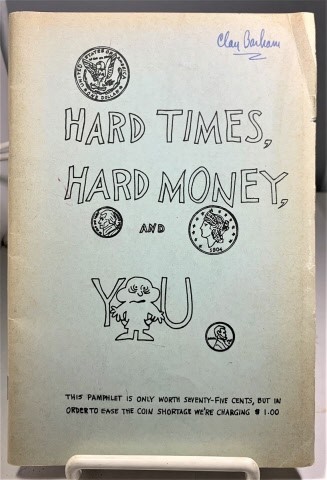 Clay Barham
HARD TIMES,
HARD MONEY,
AND
1904
YOU
THIS PAMPHLET IS ONLY WORTH SEVENTY-FIVE CENTS, BUT IN
ORDER TO EASE THE COIN SHORTAGE WE'RE CHARGING $1.00